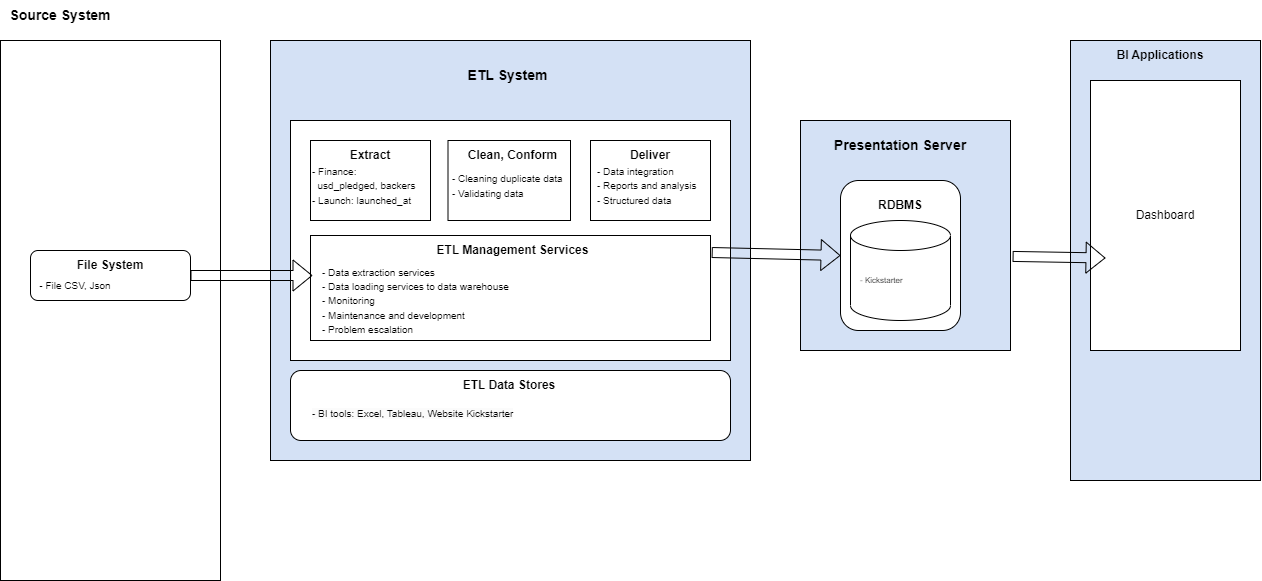 Source System
File System
- File CSV, Json
ETL System
Extract
- Finance:
usd_pledged, backers
- Launch: launched_at
Clean, Conform
- Cleaning duplicate data
- Validating data
Deliver
- Data integration
- Reports and analysis
- Structured data
ETL Management Services
- Data extraction services
- Data loading services to data warehouse
- Monitoring
- Maintenance and development
- Problem escalation
ETL Data Stores
- BI tools: Excel, Tableau, Website Kickstarter
Presentation Server
RDBMS
- Kickstarter
BI Applications
Dashboard